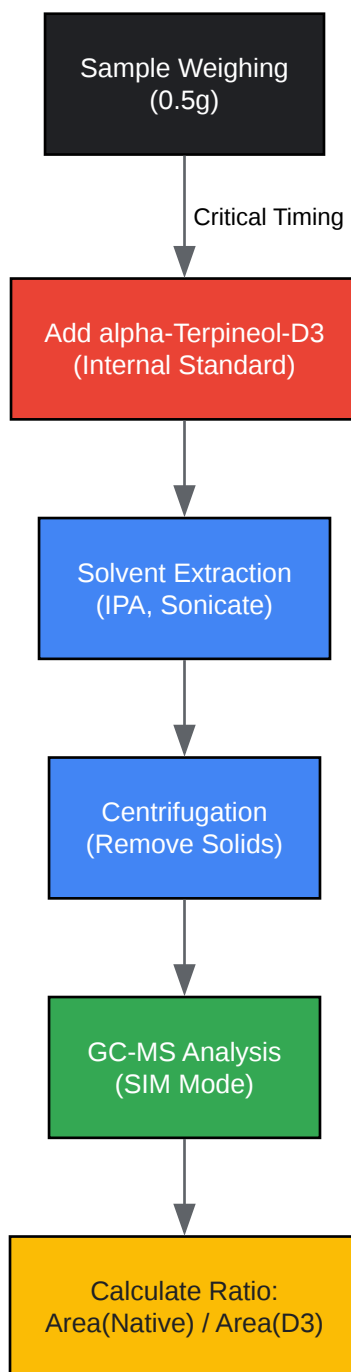 Sample Weighing
(0.5g)
Critical Timing
Add alpha-Terpineol-D3
(Internal Standard)
Solvent Extraction
(IPA, Sonicate)
Centrifugation
(Remove Solids)
GC-MS Analysis
(SIM Mode)
Calculate Ratio:
Area(Native) / Area(D3)